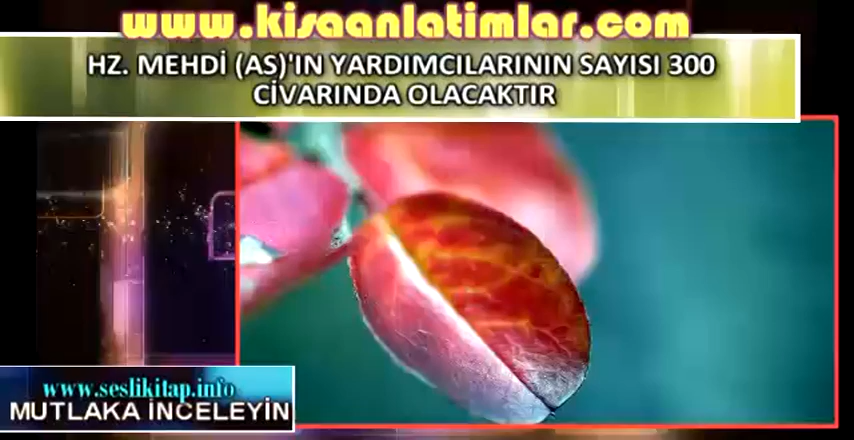 www.kisaanlatimlar.com
HZ. MEHDİ (AS)'IN YARDIMCILARININ SAYISI 300
CİVARINDA OLACAKTIR
www.seslikitap.info
MUTLAKA İNCELEYİN